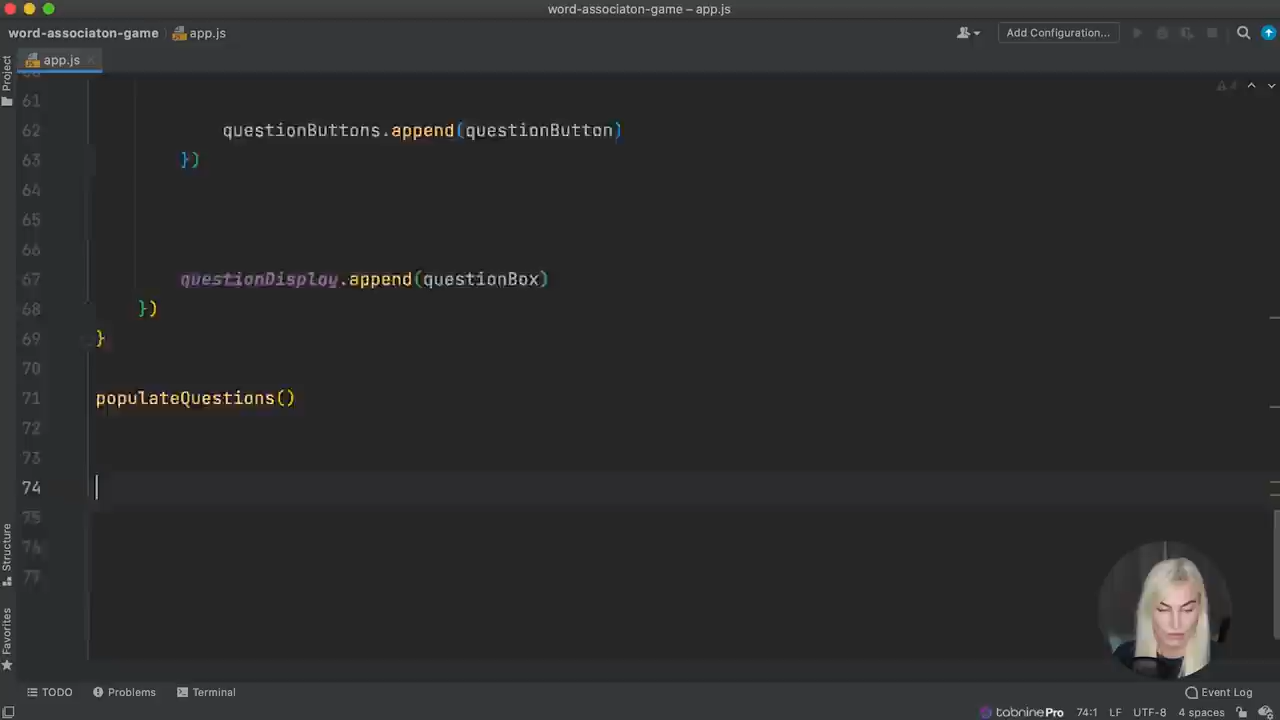 word-associaton-game – app.js
word-associaton-game app.js Add Configuration...
Project
app.js
61
62 questionButtons.append(questionButton)
63 })
64
65
66
67 questionDisplay.append(questionBox)
68 })
69 }
70
71 populateQuestions()
72
73
74
75
76
77
Structure
Favorites
TODO Problems Terminal Event Log
tabninePro 74:1 LF UTF-8 4 spaces